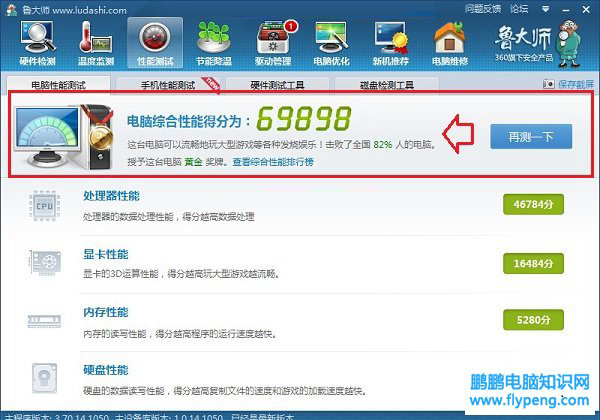 鲁大师 www.ludashi.com
问题反馈 论坛
硬件检测 温度监测 性能测试 节能降温 驱动管理 电脑优化 新机推荐 电脑维修
1
鲁大师
360旗下安全产品
电脑性能测试 手机性能测试 硬件测试工具 磁盘检测工具
保存截屏
电脑综合性能得分为：69898
这台电脑可以流畅地玩大型游戏等各种发烧娱乐！击败了全国 82% 人的电脑。
授予这台电脑 黄金 奖牌。 查看综合性能排行榜
再测一下
CPU
处理器性能
处理器的数据处理性能，得分越高数据处理
46784分
显卡性能
显卡的3D运算性能，得分越高玩大型游戏越流畅。
16484分
内存性能
内存的读写性能，得分越高程序的运行速度越快。
5280分
硬盘性能
硬盘的数据读写性能，得分越高复制文件的速度和游戏的加载速度越快。
鹏鹏电脑知识网
www.flypeng.com
主程序版本: 3.70.14.1050 主设备库版本: 1.0.14.1050 已经是最新版本